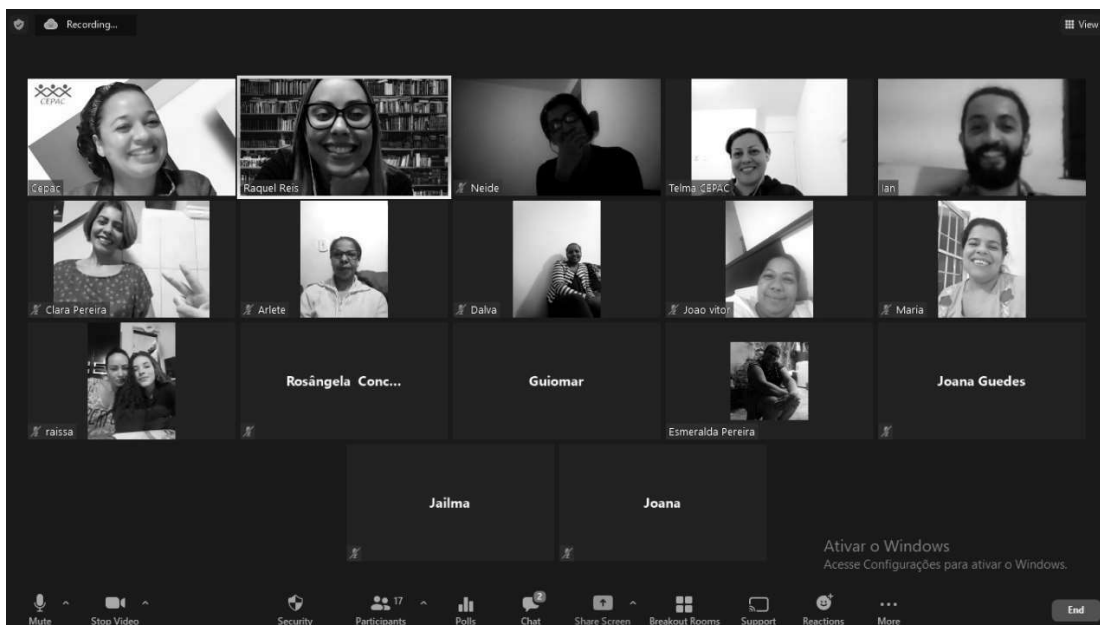 Recording...
View
CEPAC
Cepac
Raquel Reis
Neide
Telma CEPAC
Ian
Clara Pereira
Arlete
Dalva
Joao vitor
Maria
raissa
Rosângela Conc...
Guiomar
Esmeralda Pereira
Joana Guedes
Jailma
Joana
Ativar o Windows
Acesse Configurações para ativar o Windows.
Mute
Stop Video
Security
17
Participants
Polls
2
Chat
Share Screen
Breakout Rooms
Support
Reactions
More
End